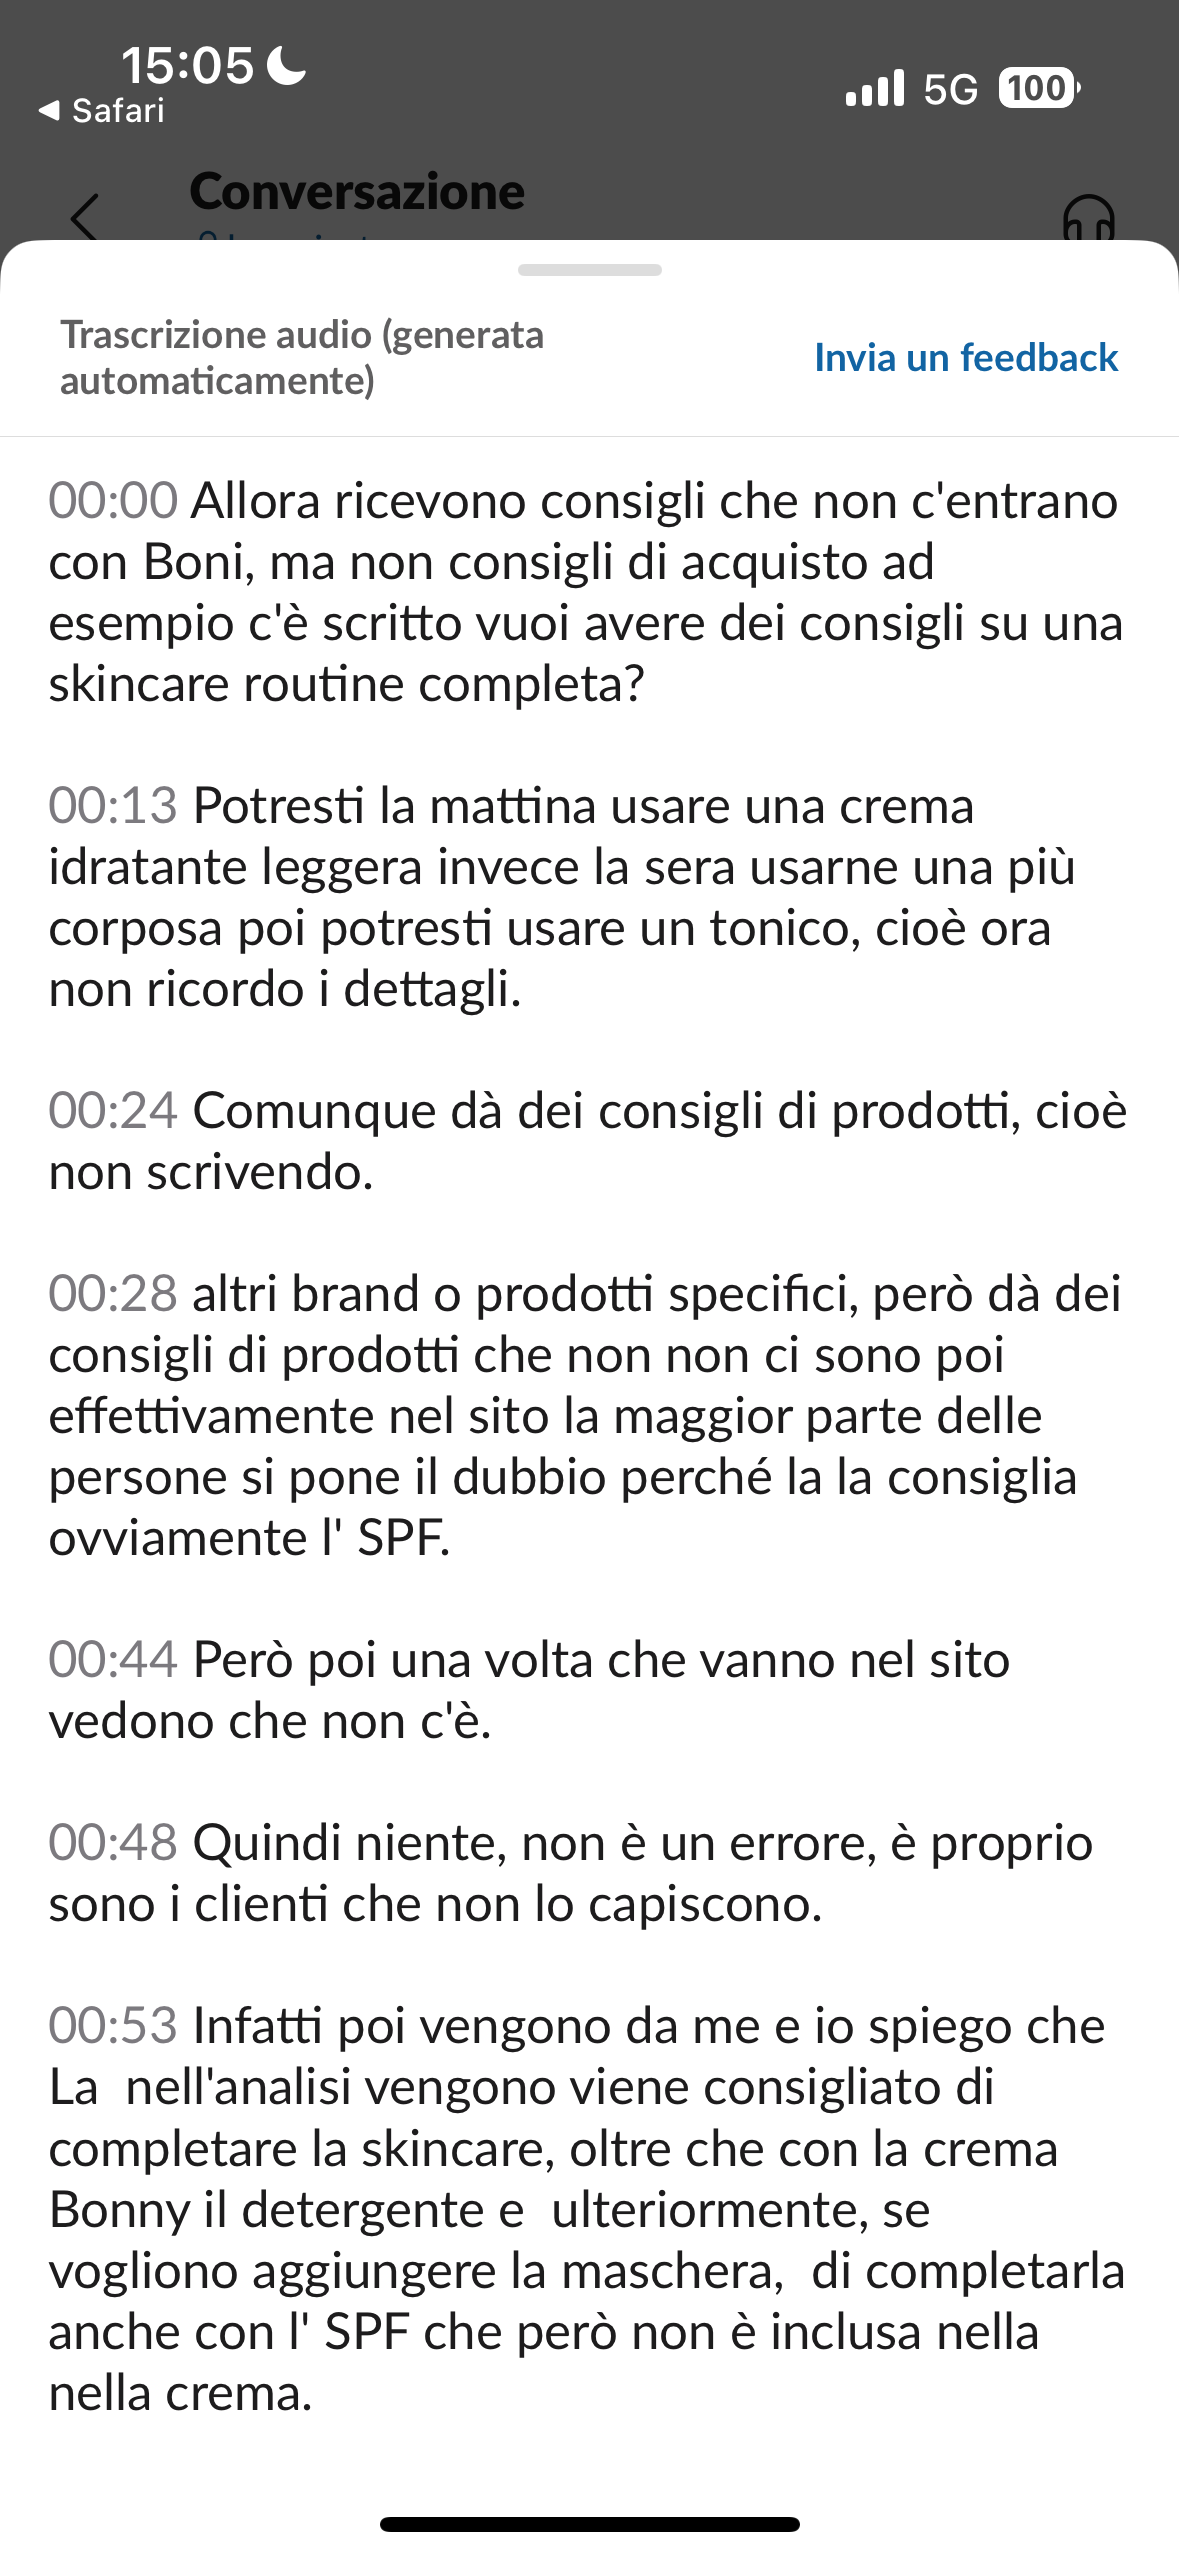 15:05
Safari
5G
100
Conversazione
Trascrizione audio (generata
automaticamente)
Invia un feedback
00:00 Allora ricevono consigli che non c'entrano
con Boni, ma non consigli di acquisto ad
esempio c'è scritto vuoi avere dei consigli su una
skincare routine completa?
00:13 Potresti la mattina usare una crema
idratante leggera invece la sera usarne una più
corposa poi potresti usare un tonico, cioè ora
non ricordo i dettagli.
00:24 Comunque dà dei consigli di prodotti, cioè
non scrivendo.
00:28 altri brand o prodotti specifici, però dà dei
consigli di prodotti che non non ci sono poi
effettivamente nel sito la maggior parte delle
persone si pone il dubbio perché la la consiglia
ovviamente l' SPF.
00:44 Però poi una volta che vanno nel sito
vedono che non c'è.
00:48 Quindi niente, non è un errore, è proprio
sono i clienti che non lo capiscono.
00:53 Infatti poi vengono da me e io spiego che
La  nell'analisi vengono viene consigliato di
completare la skincare, oltre che con la crema
Bonny il detergente e  ulteriormente, se
vogliono aggiungere la maschera,  di completarla
anche con l' SPF che però non è inclusa nella
nella crema.